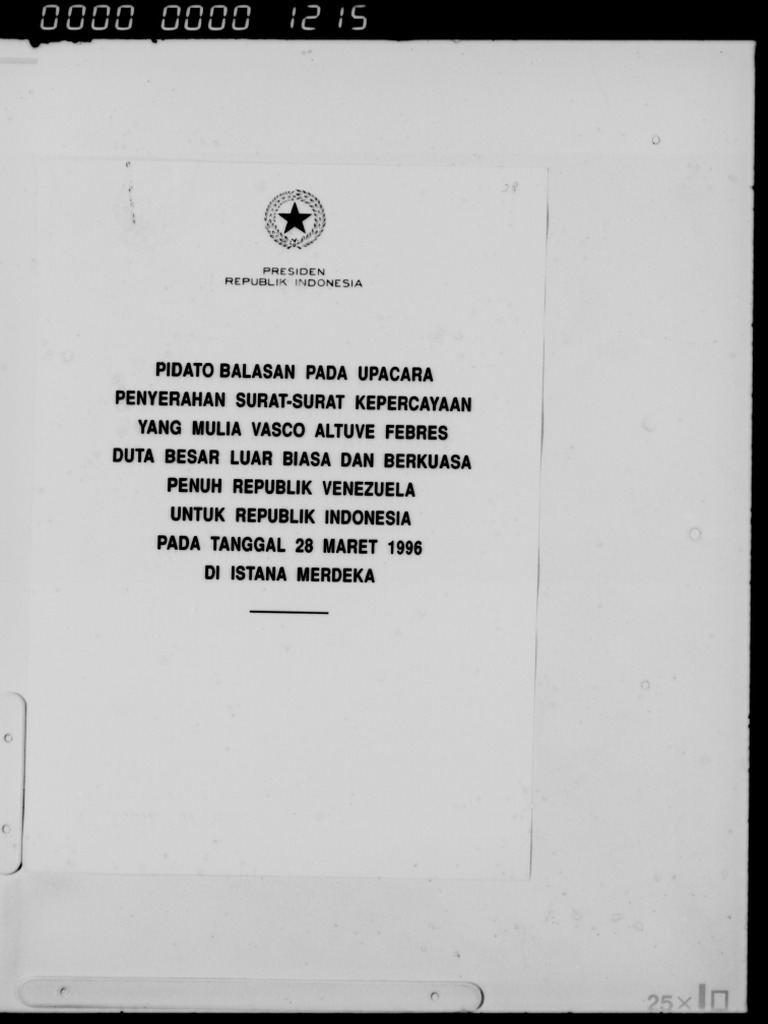 0000 0000 1215
28
PRESIDEN
REPUBLIK INDONESIA
PIDATO BALASAN PADA UPACARA
PENYERAHAN SURAT-SURAT KEPERCAYAAN
YANG MULIA VASCO ALTUVE FEBRES
DUTA BESAR LUAR BIASA DAN BERKUASA
PENUH REPUBLIK VENEZUELA
UNTUK REPUBLIK INDONESIA
PADA TANGGAL 28 MARET 1996
DI ISTANA MERDEKA
25×